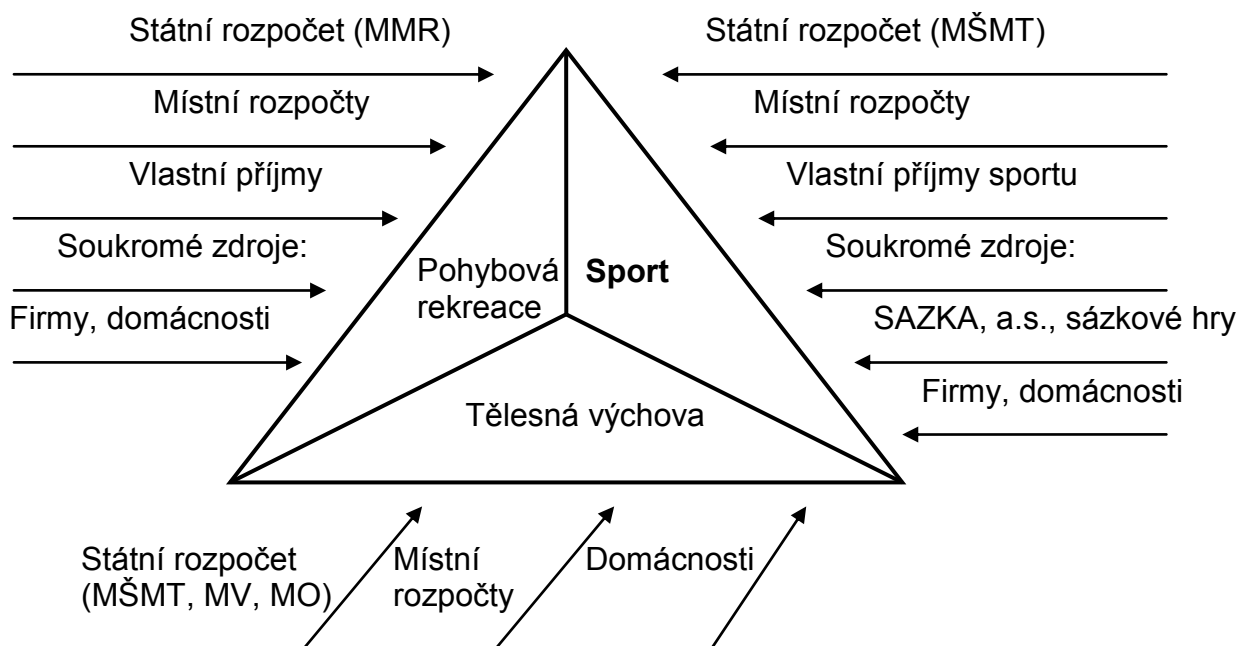 Státní rozpočet (MMR)
Státní rozpočet (MŠMT)
Místní rozpočty
Místní rozpočty
Vlastní příjmy
Vlastní příjmy sportu
Soukromé zdroje:
Soukromé zdroje:
Pohybová
rekreace
Sport
Firmy, domácnosti
SAZKA, a.s., sázkové hry
Firmy, domácnosti
Tělesná výchova
Státní rozpočet
(MŠMT, MV, MO)
Místní
rozpočty
Domácnosti